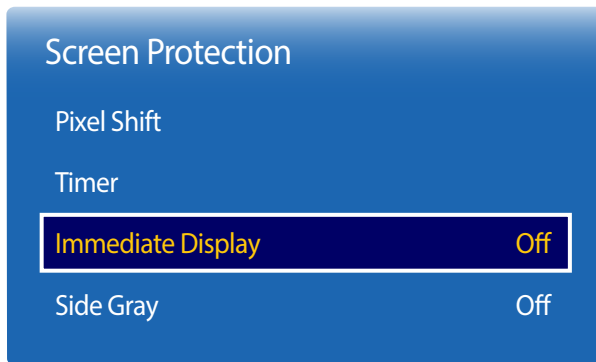 Screen Protection
Pixel Shift
Timer
Immediate Display Off
Side Gray Off